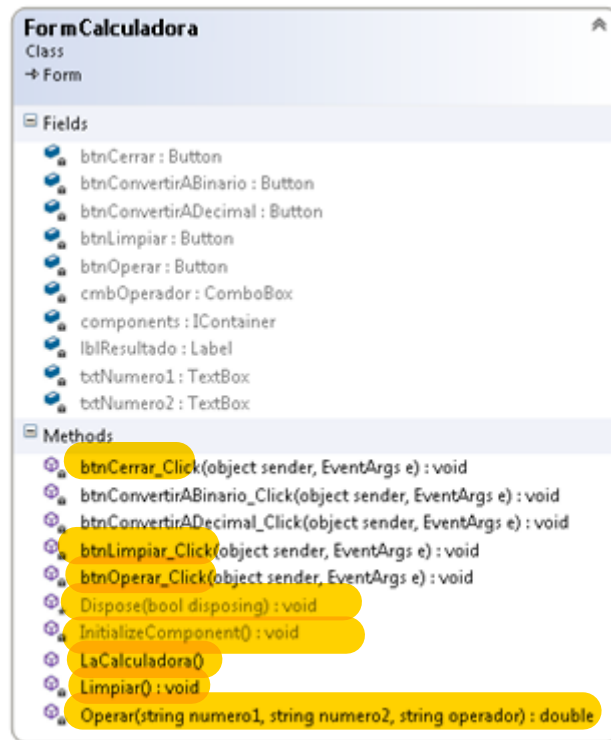 FormCalculadora
Class
Form
Fields
btnCerrar : Button
btnConvertirABinario : Button
btnConvertirADecimal : Button
btnLimpiar : Button
btnOperar : Button
cmbOperador : ComboBox
components : IContainer
lblResultado : Label
txtNumero1 : TextBox
txtNumero2 : TextBox
Methods
btnCerrar_Click(object sender, EventArgs e) : void
btnConvertirABinario_Click(object sender, EventArgs e) : void
btnConvertirADecimal_Click(object sender, EventArgs e) : void
btnLimpiar_Click(object sender, EventArgs e) : void
btnOperar_Click(object sender, EventArgs e) : void
Dispose(bool disposing) : void
InitializeComponent() : void
LaCalculadora()
Limpiar() : void
Operar(string numero1, string numero2, string operador) : double